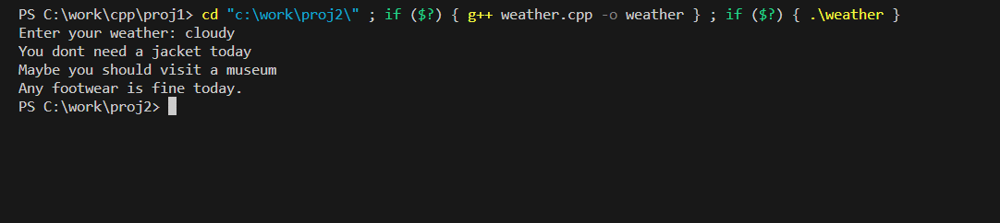 PS C:\work\cpp\proj1> cd "c:\work\proj2\" ; if ($?) { g++ weather.cpp -o weather } ; if ($?) { .\weather }
Enter your weather: cloudy
You dont need a jacket today
Maybe you should visit a museum
Any footwear is fine today.
PS C:\work\proj2>